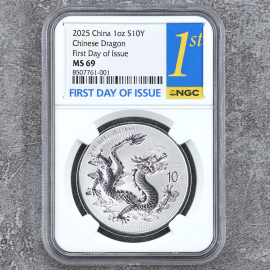 2025 China 1oz S10Y
Chinese Dragon
First Day of Issue
MS 69
8507761-001
1st
FIRST DAY OF ISSUE
NGC
10